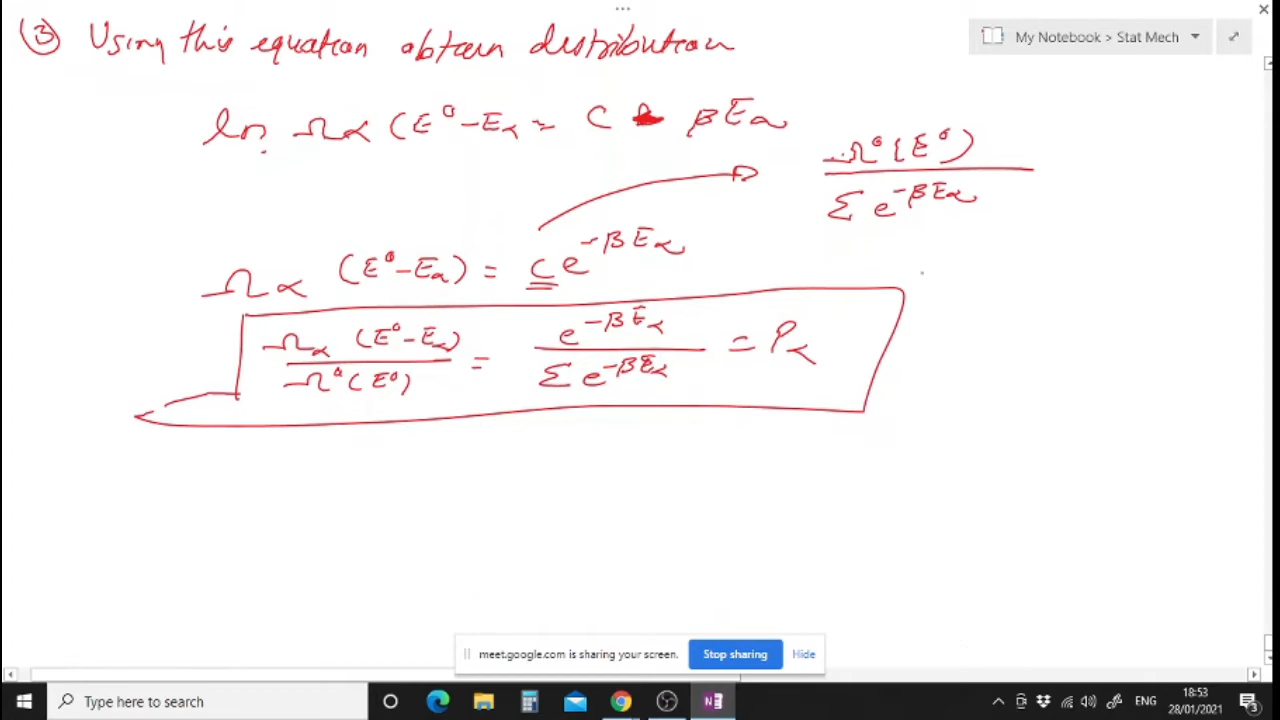 ...
My Notebook > Stat Mech
③ Using this equation obtain distribution
ln Ωα (E⁰-Eα = C - βEα
Ω⁰(E⁰)
Σ e^-βEα
Ωα (E⁰-Eα) = Ce^-βEα
Ωα (E⁰-Eα) / Ω⁰(E⁰) = e^-βEα / Σ e^-βEα = Pα
meet.google.com is sharing your screen. Stop sharing Hide
Type here to search
ENG
18:53
28/01/2021
3